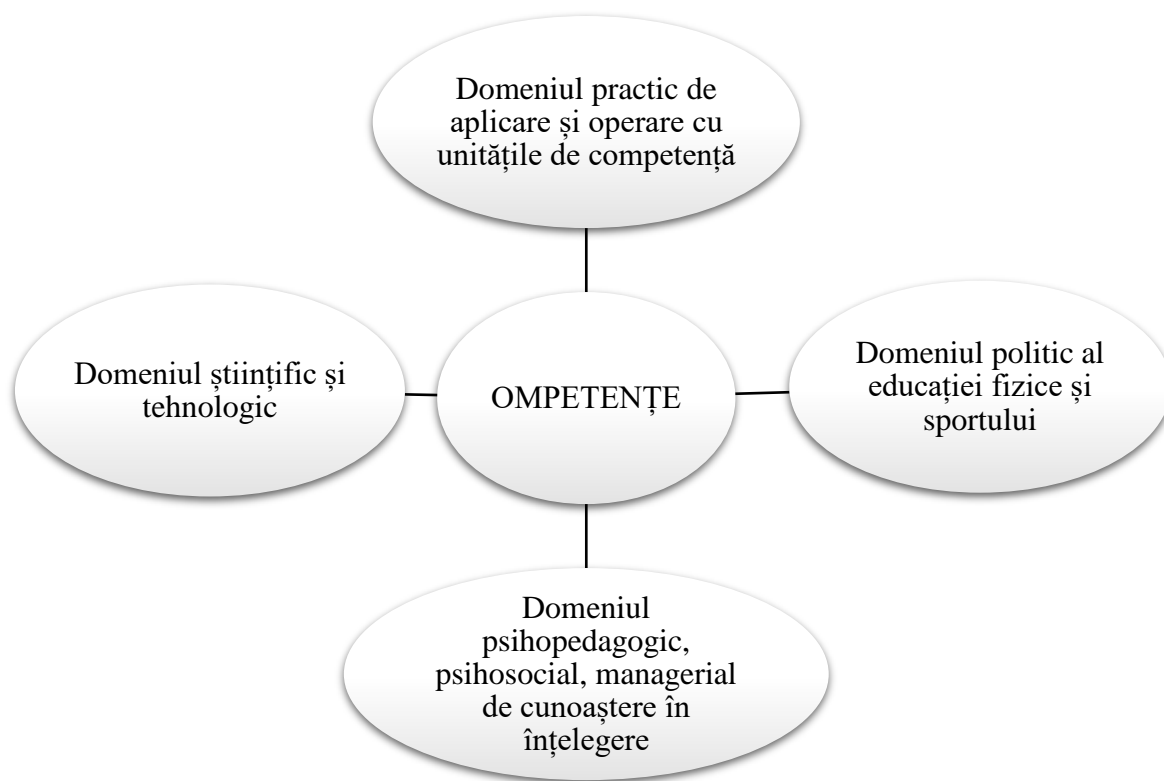 Domeniul practic de
aplicare și operare cu
unitățile de competență
Domeniul științific și
tehnologic
OMPETENȚE
Domeniul politic al
educației fizice și
sportului
Domeniul
psihopedagogic,
psihosocial, managerial
de cunoaștere în
înțelegere